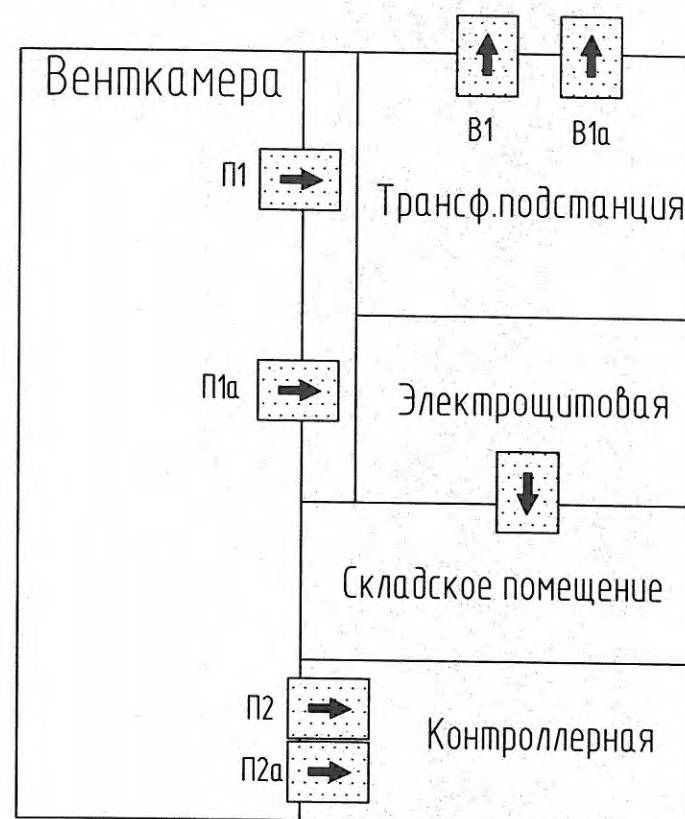 Венткамера
В1
В1а
П1
Трансф.подстанция
П1а
Электрощитовая
Складское помещение
П2
Контроллерная
П2а